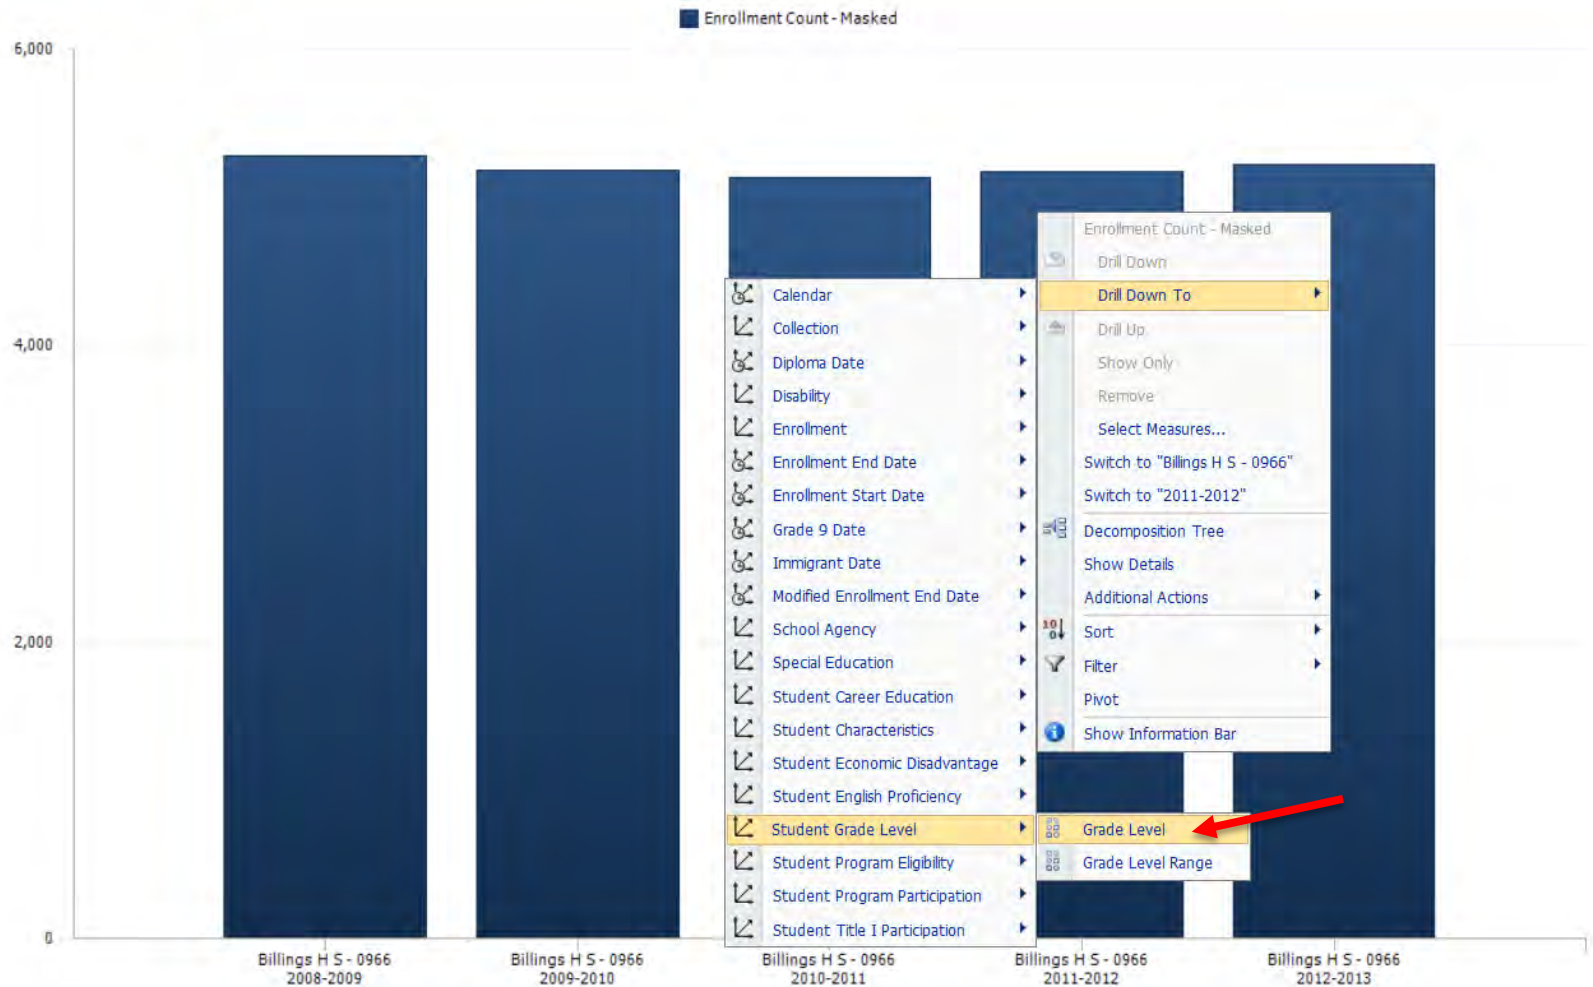 Enrollment Count - Masked
6,000
4,000
2,000
0
Enrollment Count - Masked
Drill Down
Drill Down To
Drill Up
Show Only
Remove
Select Measures...
Switch to "Billings H S - 0966"
Switch to "2011-2012"
Decomposition Tree
Show Details
Additional Actions
Sort
Filter
Pivot
Show Information Bar
Calendar
Collection
Diploma Date
Disability
Enrollment
Enrollment End Date
Enrollment Start Date
Grade 9 Date
Immigrant Date
Modified Enrollment End Date
School Agency
Special Education
Student Career Education
Student Characteristics
Student Economic Disadvantage
Student English Proficiency
Student Grade Level
Student Program Eligibility
Student Program Participation
Student Title I Participation
Grade Level
Grade Level Range
Billings H S - 0966
2008-2009
Billings H S - 0966
2009-2010
Billings H S - 0966
2010-2011
Billings H S - 0966
2011-2012
Billings H S - 0966
2012-2013